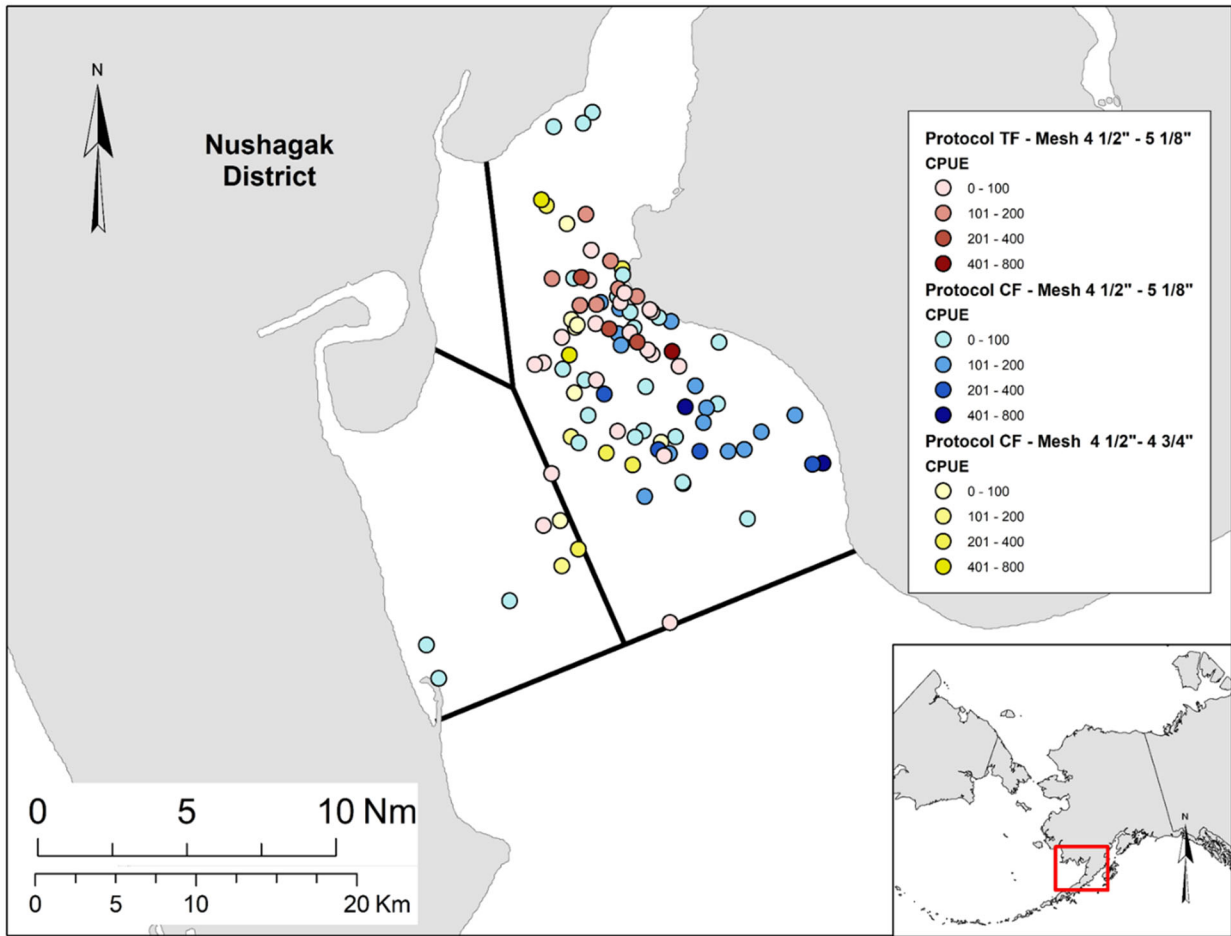 N
Nushagak
District
Protocol TF - Mesh 4 1/2" - 5 1/8"
CPUE
0 - 100
101 - 200
201 - 400
401 - 800
Protocol CF - Mesh 4 1/2" - 5 1/8"
CPUE
0 - 100
101 - 200
201 - 400
401 - 800
Protocol CF - Mesh  4 1/2"- 4 3/4"
CPUE
0 - 100
101 - 200
201 - 400
401 - 800
0 5 10 Nm
0 5 10 20 Km
N